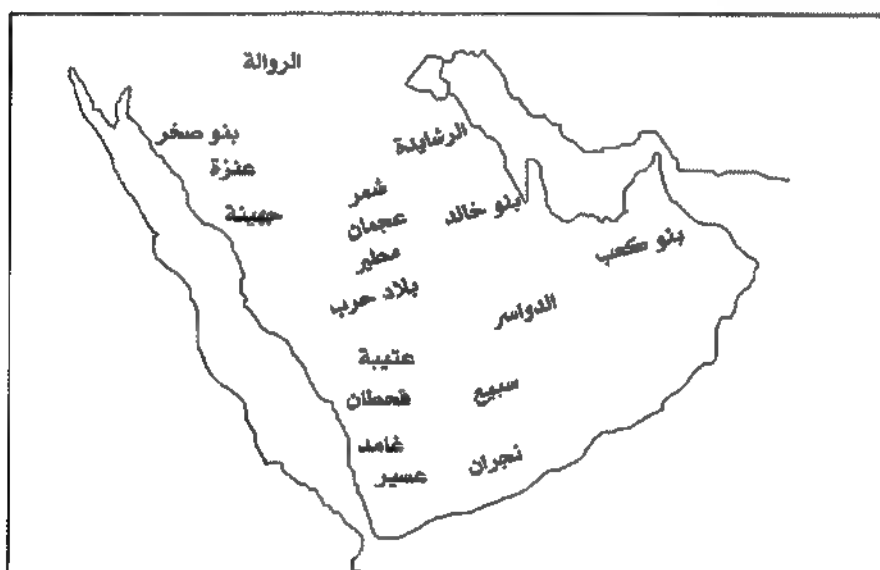 الروالة
بنو صخر
الرشايدة
عنزة
شمر
جهينة
عجمان
بنو خالد
مطير
بنو كعب
بلاد حرب
الدواسر
عتيبة
قحطان
سبيع
غامد
عسير
نجران